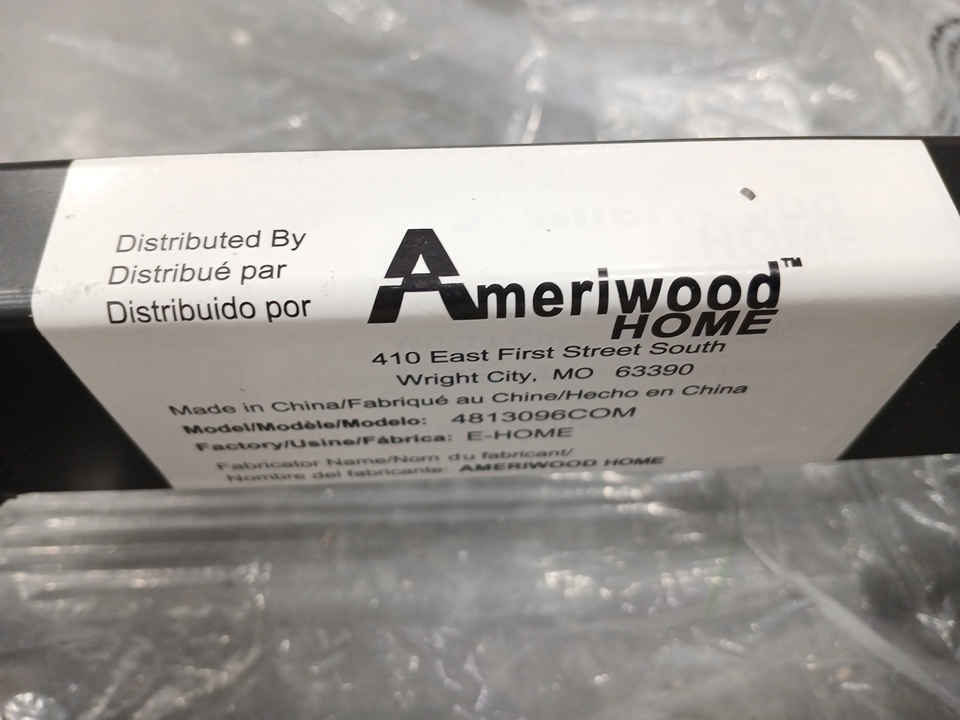 Distributed By
Distribué par
Distribuido por
Ameriwood™
HOME
410 East First Street South
Wright City, MO 63390
Made in China/Fabriqué au Chine/Hecho en China
Model/Modèle/Modelo: 4813096COM
Factory/Usine/Fábrica: E-HOME
Fabricator Name/Nom du fabricant/
Nombre del fabricante: AMERIWOOD HOME